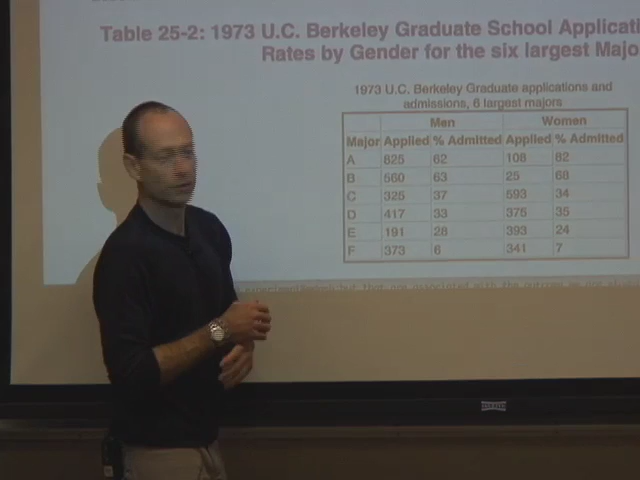 Table 25-2: 1973 U.C. Berkeley Graduate School Applicati
Rates by Gender for the six largest Majo
1973 U.C. Berkeley Graduate applications and
admissions, 6 largest majors
Men Women
Major Applied % Admitted Applied % Admitted
A 825 62 108 82
B 560 63 25 68
C 325 37 593 34
D 417 33 375 35
E 191 28 393 24
F 373 6 341 7